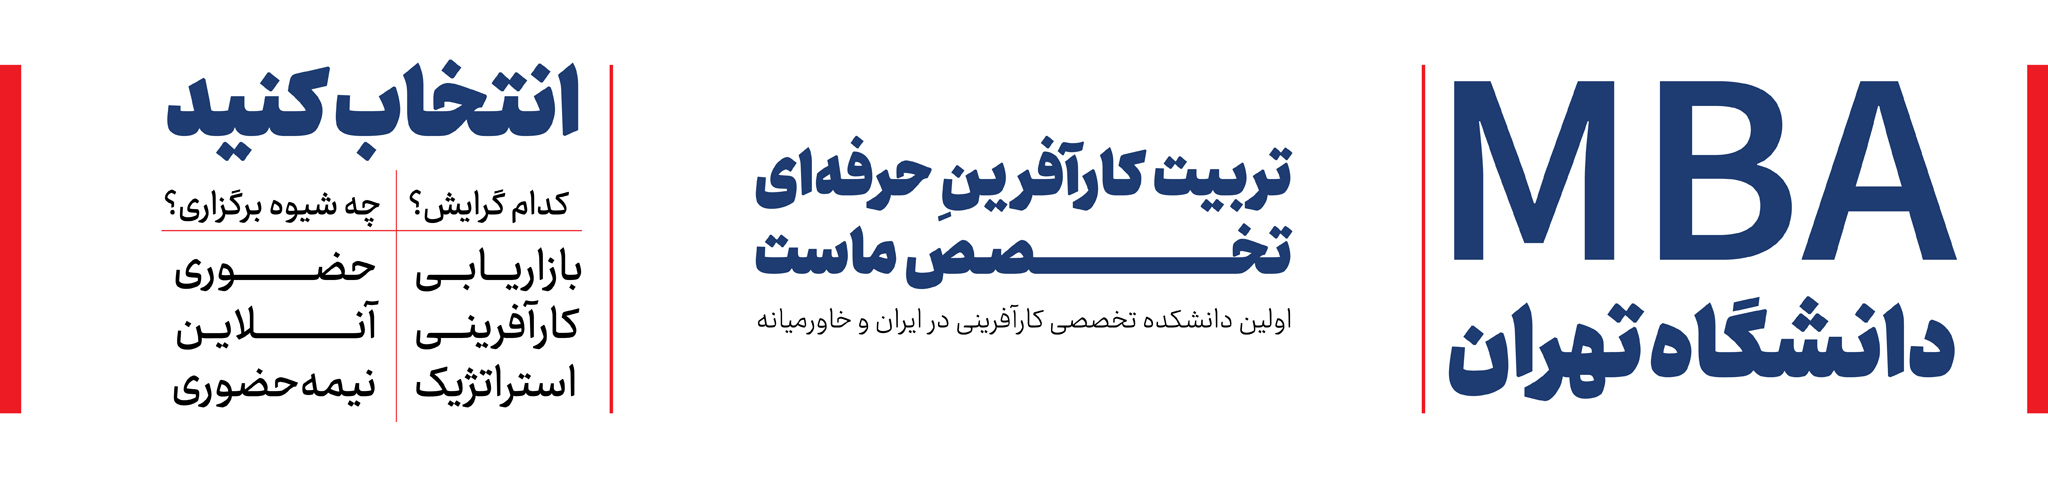 MBA
دانشگاه تهران
تربیت کارآفرینِ حرفه‌ای
تخصص ماست
اولین دانشکده تخصصی کارآفرینی در ایران و خاورمیانه
انتخاب کنید
کدام گرایش؟ چه شیوه برگزاری؟
بازاریابی حضوری
کارآفرینی آنلاین
استراتژیک نیمه‌حضوری